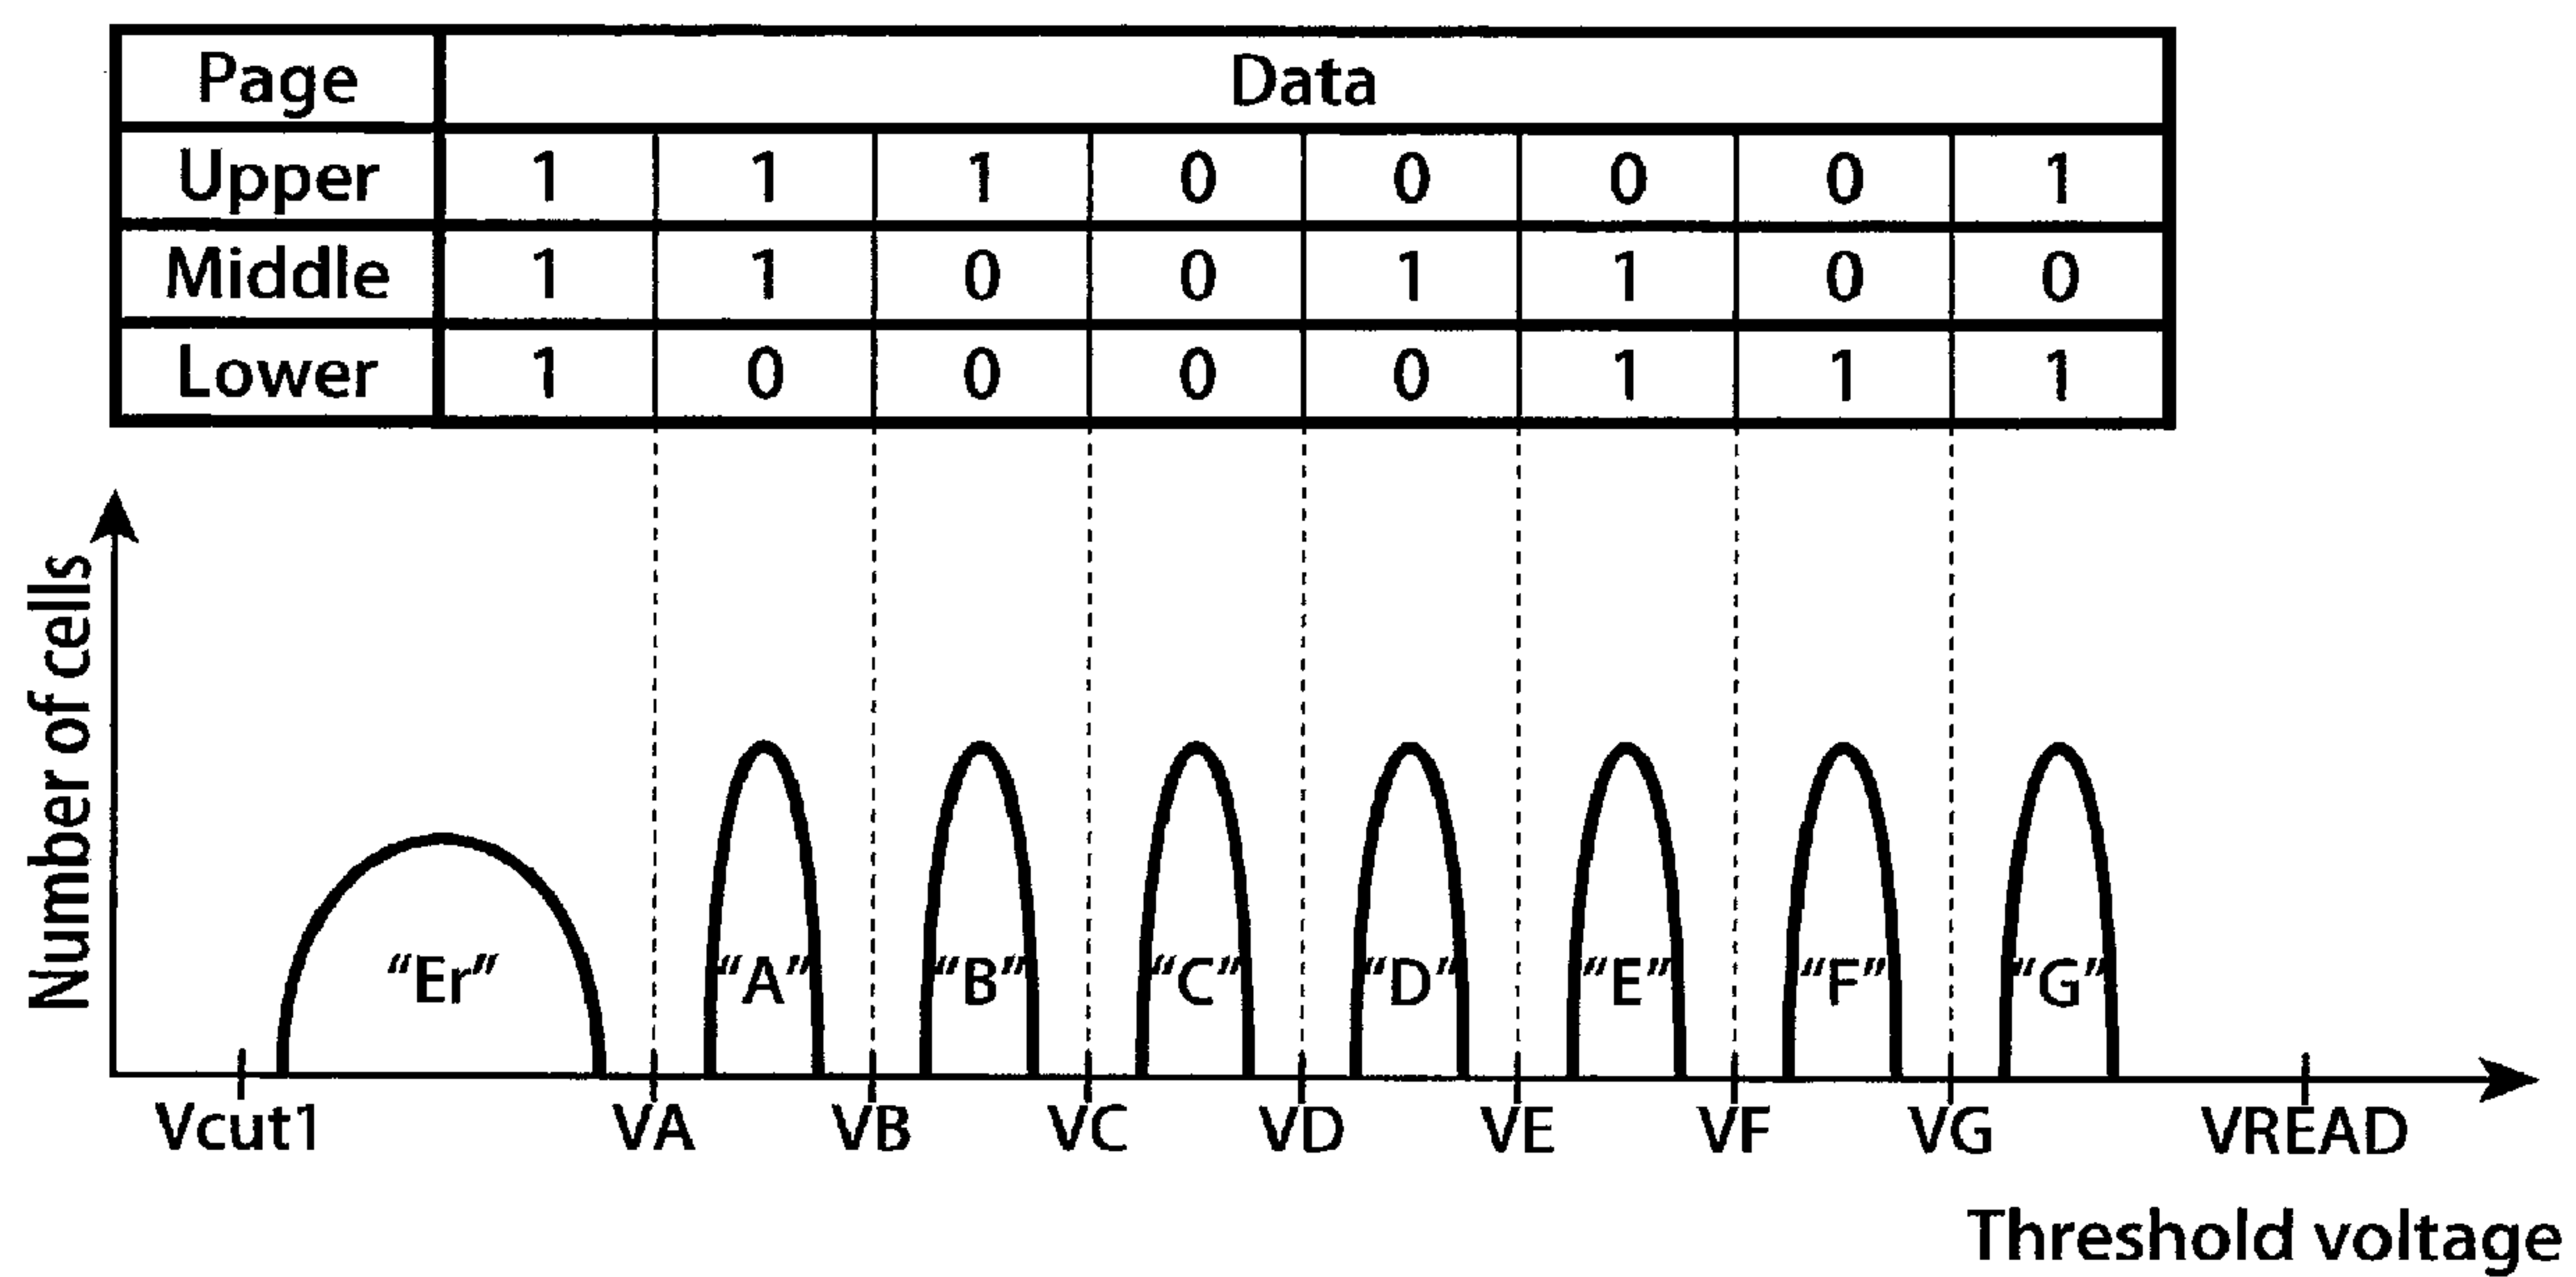 Page Data
Upper 1 1 1 0 0 0 0 1
Middle 1 1 0 0 1 1 0 0
Lower 1 0 0 0 0 1 1 1
Number of cells
“Er” “A” “B” “C” “D” “E” “F” “G”
Vcut1 VA VB VC VD VE VF VG VREAD
Threshold voltage